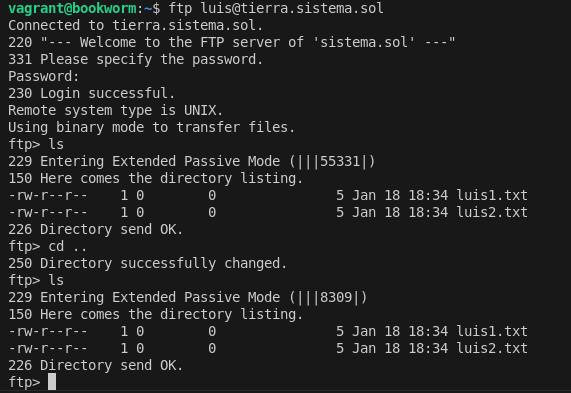 vagrant@bookworm:~$ ftp luis@tierra.sistema.sol
Connected to tierra.sistema.sol.
220 "--- Welcome to the FTP server of 'sistema.sol' ---"
331 Please specify the password.
Password:
230 Login successful.
Remote system type is UNIX.
Using binary mode to transfer files.
ftp> ls
229 Entering Extended Passive Mode (|||55331|)
150 Here comes the directory listing.
-rw-r--r--    1 0        0               5 Jan 18 18:34 luis1.txt
-rw-r--r--    1 0        0               5 Jan 18 18:34 luis2.txt
226 Directory send OK.
ftp> cd ..
250 Directory successfully changed.
ftp> ls
229 Entering Extended Passive Mode (|||8309|)
150 Here comes the directory listing.
-rw-r--r--    1 0        0               5 Jan 18 18:34 luis1.txt
-rw-r--r--    1 0        0               5 Jan 18 18:34 luis2.txt
226 Directory send OK.
ftp>